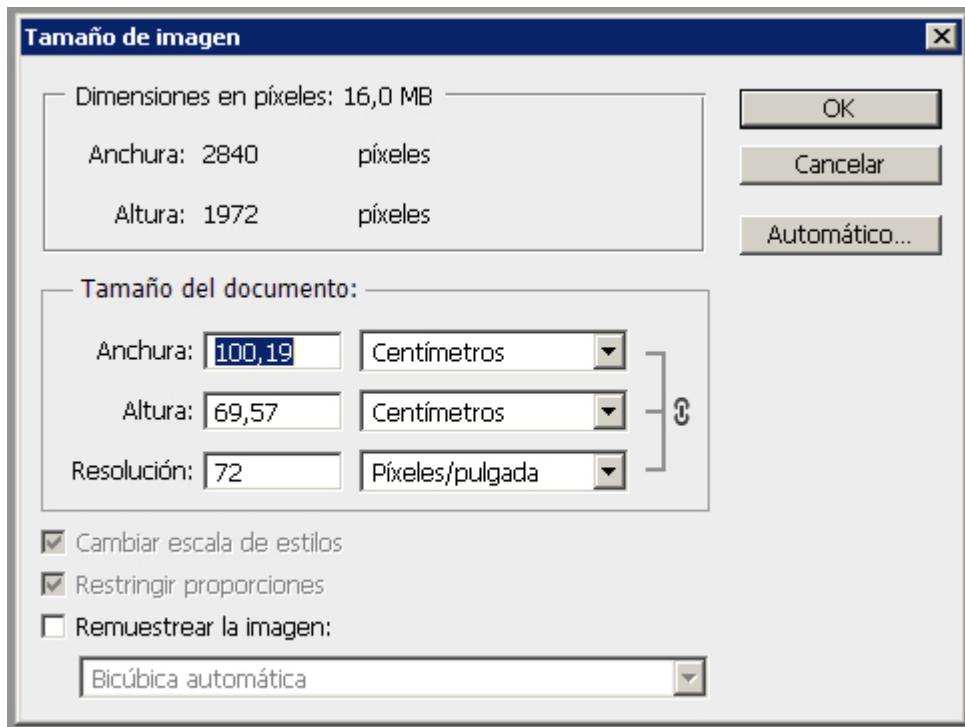 Tamaño de imagen
Dimensiones en píxeles: 16,0 MB
Anchura: 2840 píxeles
Altura: 1972 píxeles
OK
Cancelar
Automático...
Tamaño del documento:
Anchura: 100,19 Centímetros
Altura: 69,57 Centímetros
Resolución: 72 Píxeles/pulgada
Cambiar escala de estilos
Restringir proporciones
Remuestrear la imagen:
Bicúbica automática